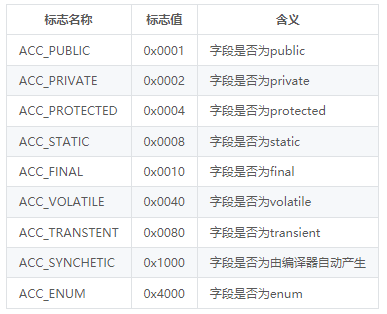 标志名称 标志值 含义
ACC_PUBLIC 0x0001 字段是否为public
ACC_PRIVATE 0x0002 字段是否为private
ACC_PROTECTED 0x0004 字段是否为protected
ACC_STATIC 0x0008 字段是否为static
ACC_FINAL 0x0010 字段是否为final
ACC_VOLATILE 0x0040 字段是否为volatile
ACC_TRANSTENT 0x0080 字段是否为transient
ACC_SYNCHETIC 0x1000 字段是否为由编译器自动产生
ACC_ENUM 0x4000 字段是否为enum